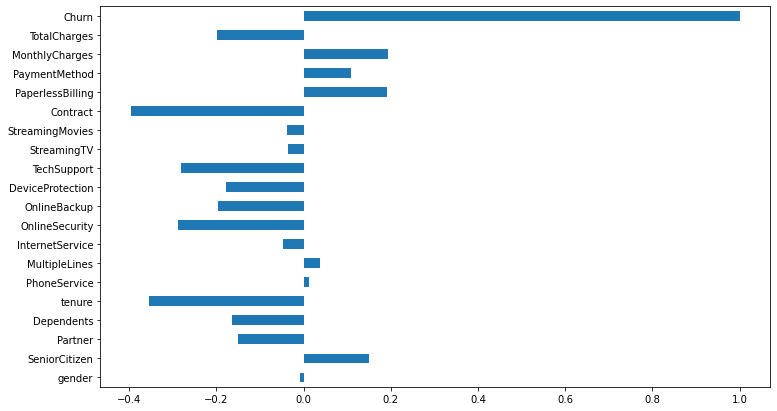 Churn
TotalCharges
MonthlyCharges
PaymentMethod
PaperlessBilling
Contract
StreamingMovies
StreamingTV
TechSupport
DeviceProtection
OnlineBackup
OnlineSecurity
InternetService
MultipleLines
PhoneService
tenure
Dependents
Partner
SeniorCitizen
gender
−0.4 −0.2 0.0 0.2 0.4 0.6 0.8 1.0